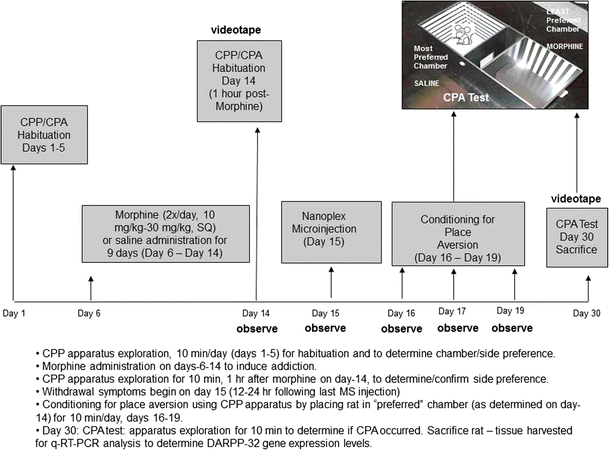 videotape
CPP/CPA
Habituation
Day 14
(1 hour post-
Morphine)
LEAST
Preferred
Chamber
MORPHINE
Most
Preferred
Chamber
SALINE
CPA Test
CPP/CPA
Habituation
Days 1-5
Morphine (2x/day, 10
mg/kg-30 mg/kg, SQ)
or saline administration for
9 days (Day 6 – Day 14)
Nanoplex
Microinjection
(Day 15)
Conditioning for
Place
Aversion
(Day 16 – Day 19)
videotape
CPA Test
Day 30
Sacrifice
Day 1
Day 6
Day 14
observe
Day 15
observe
Day 16
observe
Day 17
observe
Day 19
observe
Day 30
• CPP apparatus exploration, 10 min/day (days 1-5) for habituation and to determine chamber/side preference.
• Morphine administration on days-6-14 to induce addiction.
• CPP apparatus exploration for 10 min, 1 hr after morphine on day-14, to determine/confirm side preference.
• Withdrawal symptoms begin on day 15 (12-24 hr following last MS injection)
• Conditioning for place aversion using CPP apparatus by placing rat in "preferred" chamber (as determined on day-
14) for 10 min/day, days 16-19.
• Day 30: CPA test: apparatus exploration for 10 min to determine if CPA occurred. Sacrifice rat – tissue harvested
for q-RT-PCR analysis to determine DARPP-32 gene expression levels.